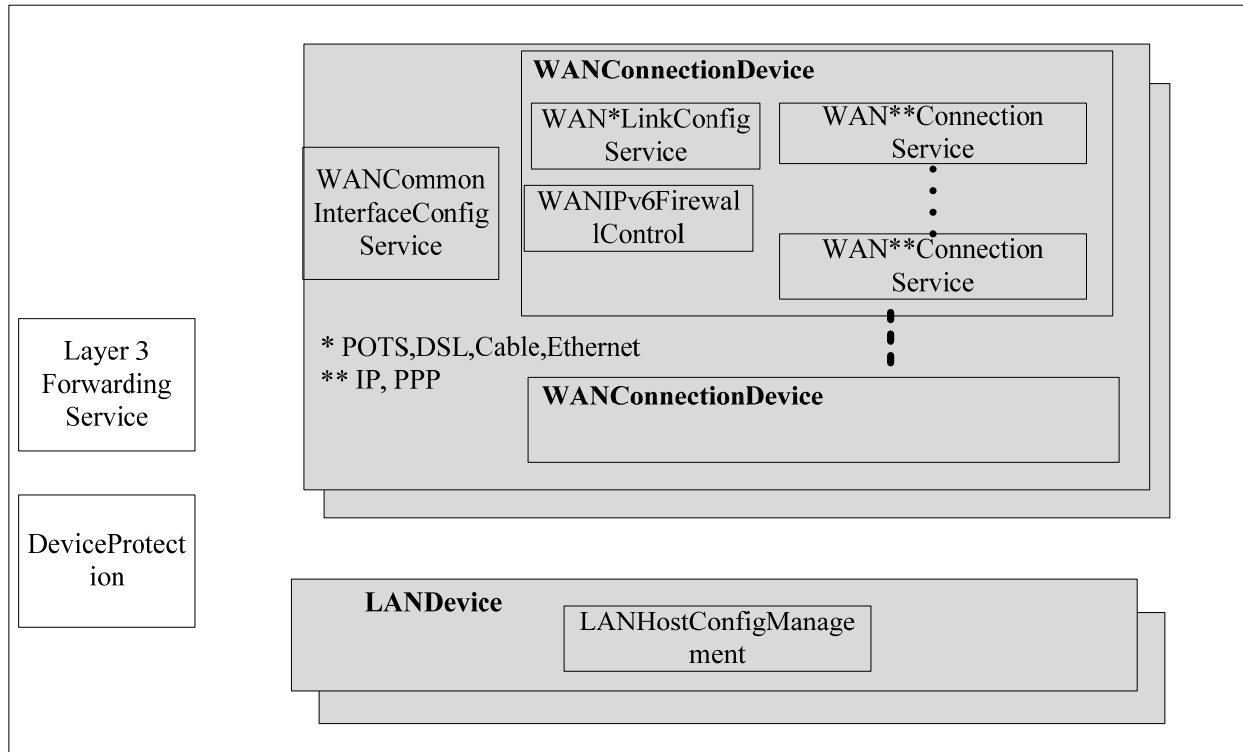 WANConnectionDevice
WAN*LinkConfig
Service
WAN**Connection
Service
WANCommon
InterfaceConfig
Service
WANIPv6Firewal
lControl
WAN**Connection
Service
* POTS,DSL,Cable,Ethernet
** IP, PPP
WANConnectionDevice
Layer 3
Forwarding
Service
DeviceProtect
ion
LANDevice
LANHostConfigManage
ment